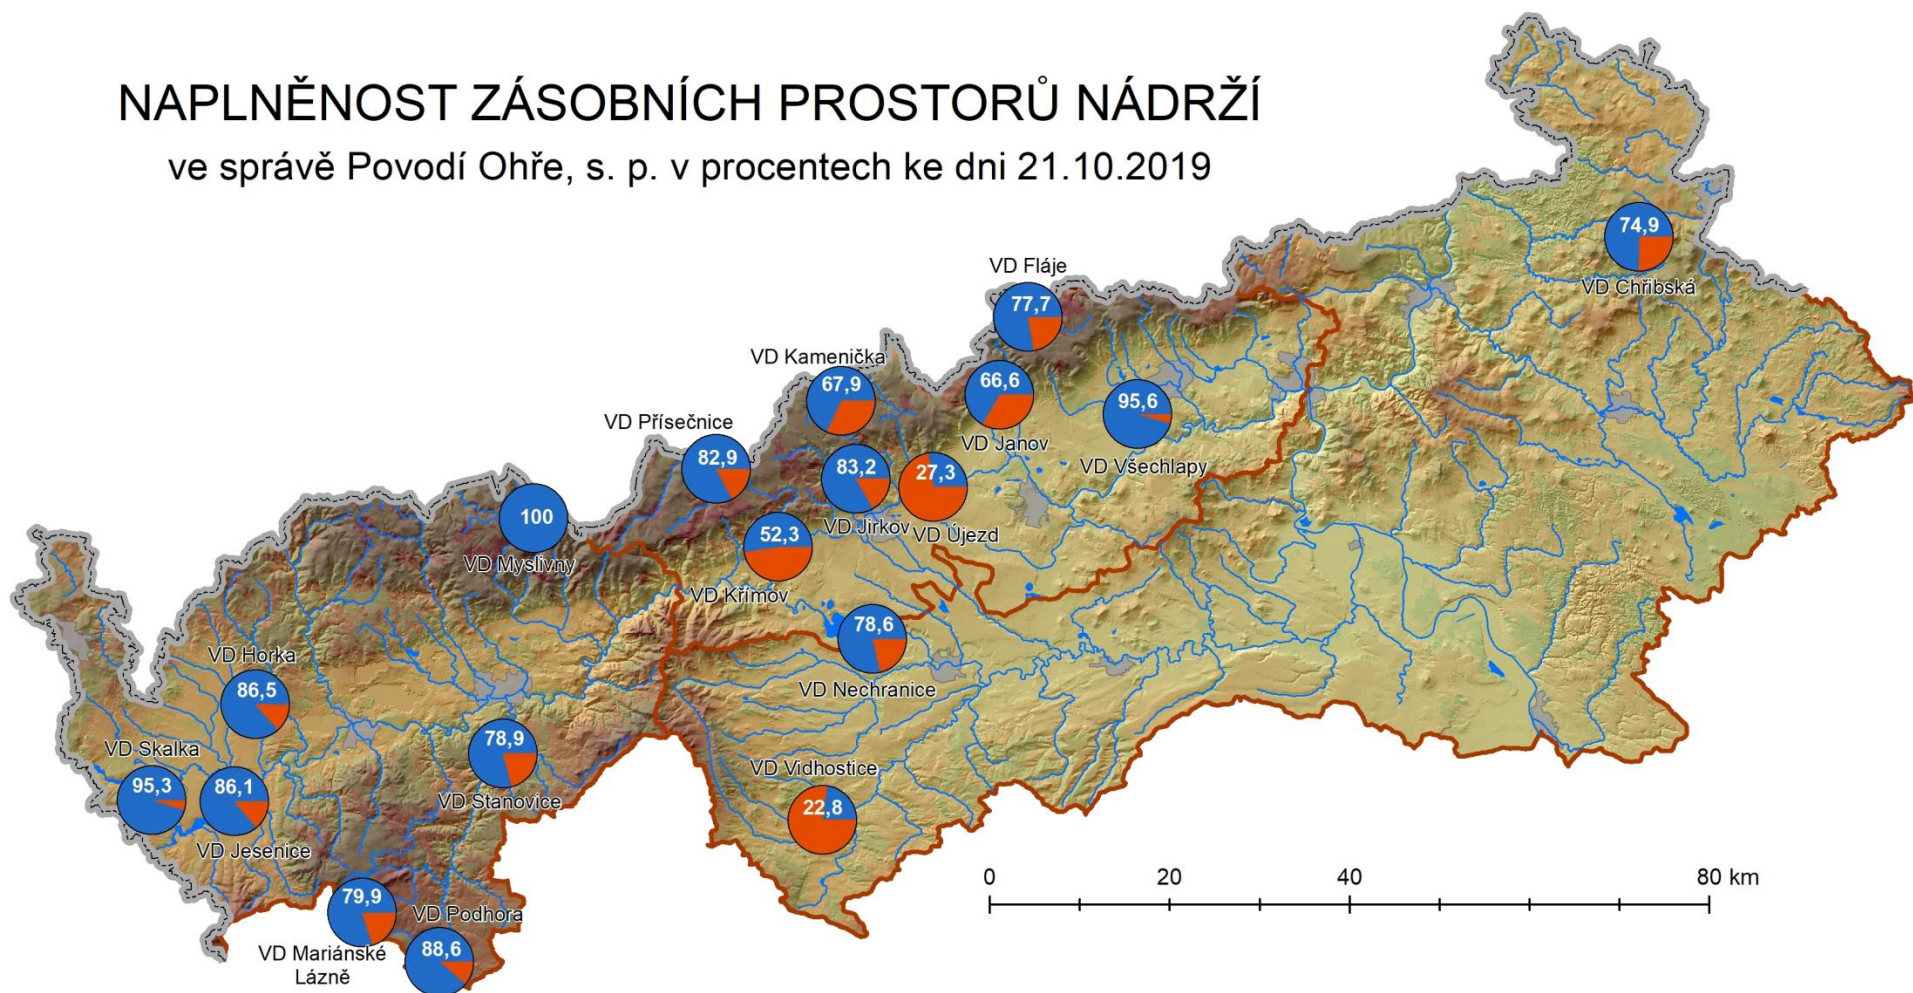 NAPLNĚNOST ZÁSOBNÍCH PROSTORŮ NÁDRŽÍ
ve správě Povodí Ohře, s. p. v procentech ke dni 21.10.2019
74,9
VD Chřibská
VD Fláje
77,7
VD Kamenička
67,9
66,6
VD Janov
95,6
VD Všechlapy
VD Přísečnice
82,9
83,2
VD Jirkov
27,3
VD Újezd
100
VD Myslivny
52,3
VD Křímov
78,6
VD Nechranice
VD Horka
86,5
VD Skalka
95,3
86,1
VD Jesenice
78,9
VD Stanovice
VD Vidhostice
22,8
79,9
VD Mariánské
Lázně
VD Podhora
88,6
0 20 40 80 km